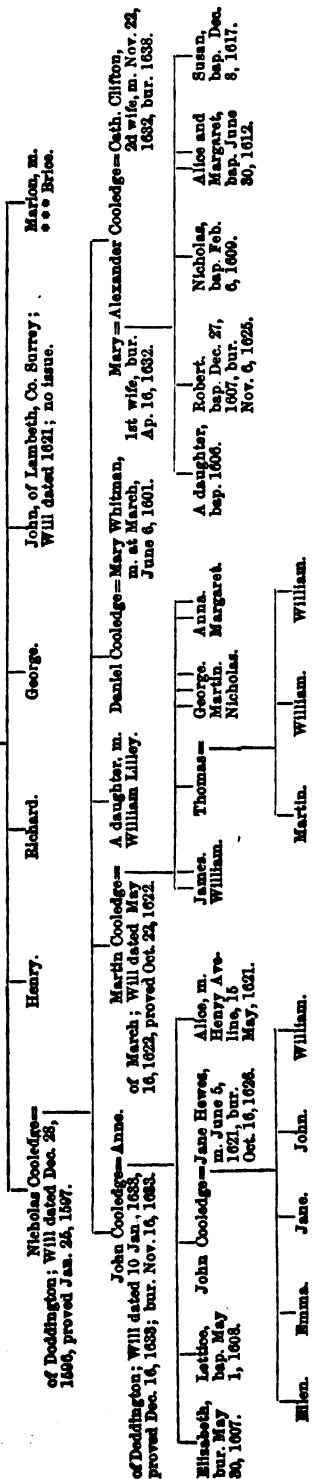 Nicholas Cooledge=
of Doddington; Will dated Dec. 28,
1596, proved Jan. 25, 1597.
Henry.
Richard.
George.
John, of Lambeth, Co. Surrey;
Will dated 1621; no issue.
Marion, m.
* * * Brice.
John Cooledge=Anne.
of Doddington; Will dated 10 Jan., 1633,
proved Dec. 16, 1633; bur. Nov. 16, 1633.
Martin Cooledge=
of March; Will dated May
16, 1622, proved Oct. 22, 1622.
A daughter, m.
William Lilley.
Daniel Cooledge=Mary Whitman,
m. at March,
June 6, 1601.
Mary=Alexander Cooledge=Cath. Clifton,
1st wife, bur.
Ap. 16, 1632.
2d wife, m. Nov. 22,
1632, bur. 1638.
Elisabeth,
bur. May
30, 1607.
Lettice,
bap. May
1, 1608.
John Cooledge=Jane Hewes,
m. June 5,
1621, bur.
Oct. 16, 1626.
Alice, m.
Henry Ave-
line, 15
May, 1621.
James.
William.
Thomas=
George.
Martin.
Nicholas.
Anna.
Margaret.
A daughter,
bap. 1606.
Robert.
bap. Dec. 27,
1607, bur.
Nov. 6, 1625.
Nicholas,
bap. Feb.
6, 1609.
Alice and
Margaret,
bap. June
30, 1612.
Susan,
bap. Dec.
8, 1617.
Ellen.
Emma.
Jane.
John.
William.
Martin.
William.
William.